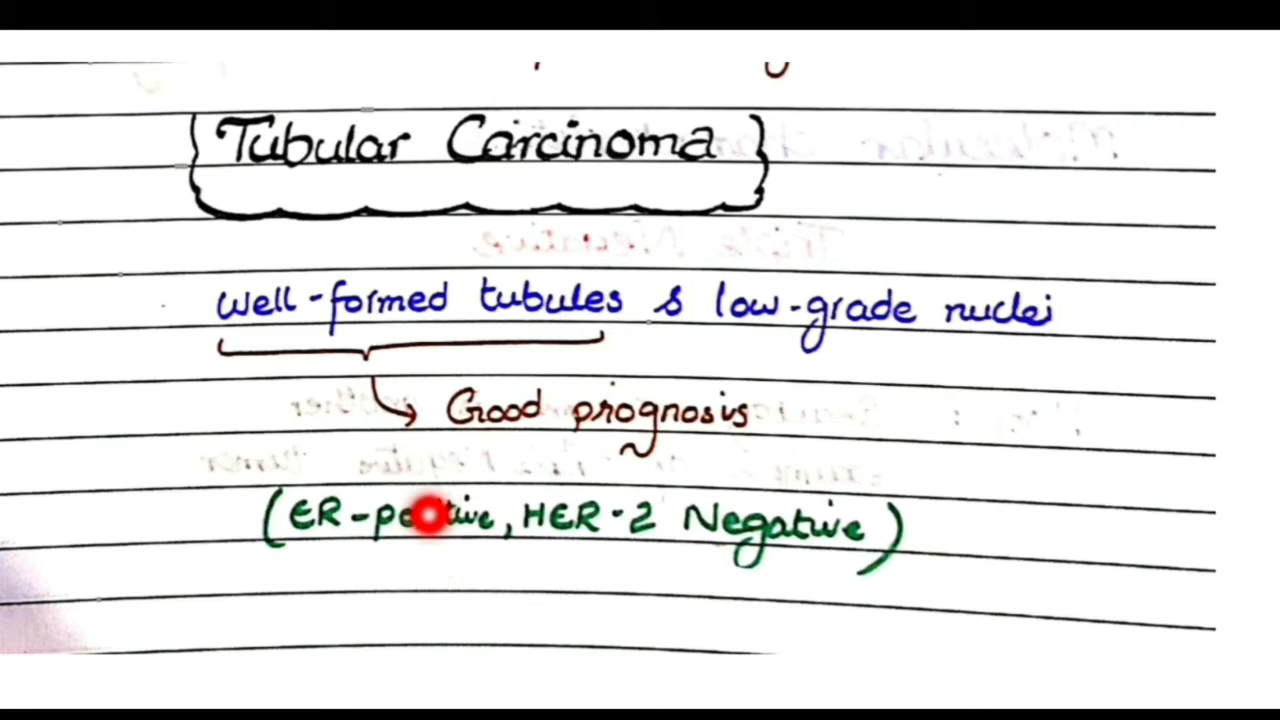 Tubular Carcinoma
well-formed tubules & low-grade nuclei
Good prognosis
(ER-positive, HER-2 Negative)